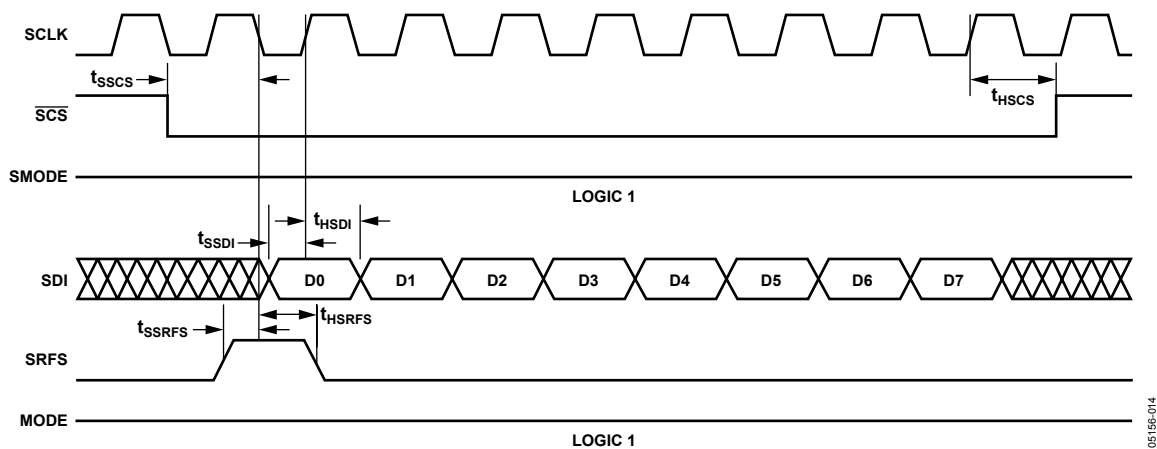 SCLK
tSSCS
tHSCS
SCS
SMODE
LOGIC 1
tHSDI
tSSDI
SDI
D0 D1 D2 D3 D4 D5 D6 D7
tHSRFS
tSSRFS
SRFS
MODE
LOGIC 1
05156-014